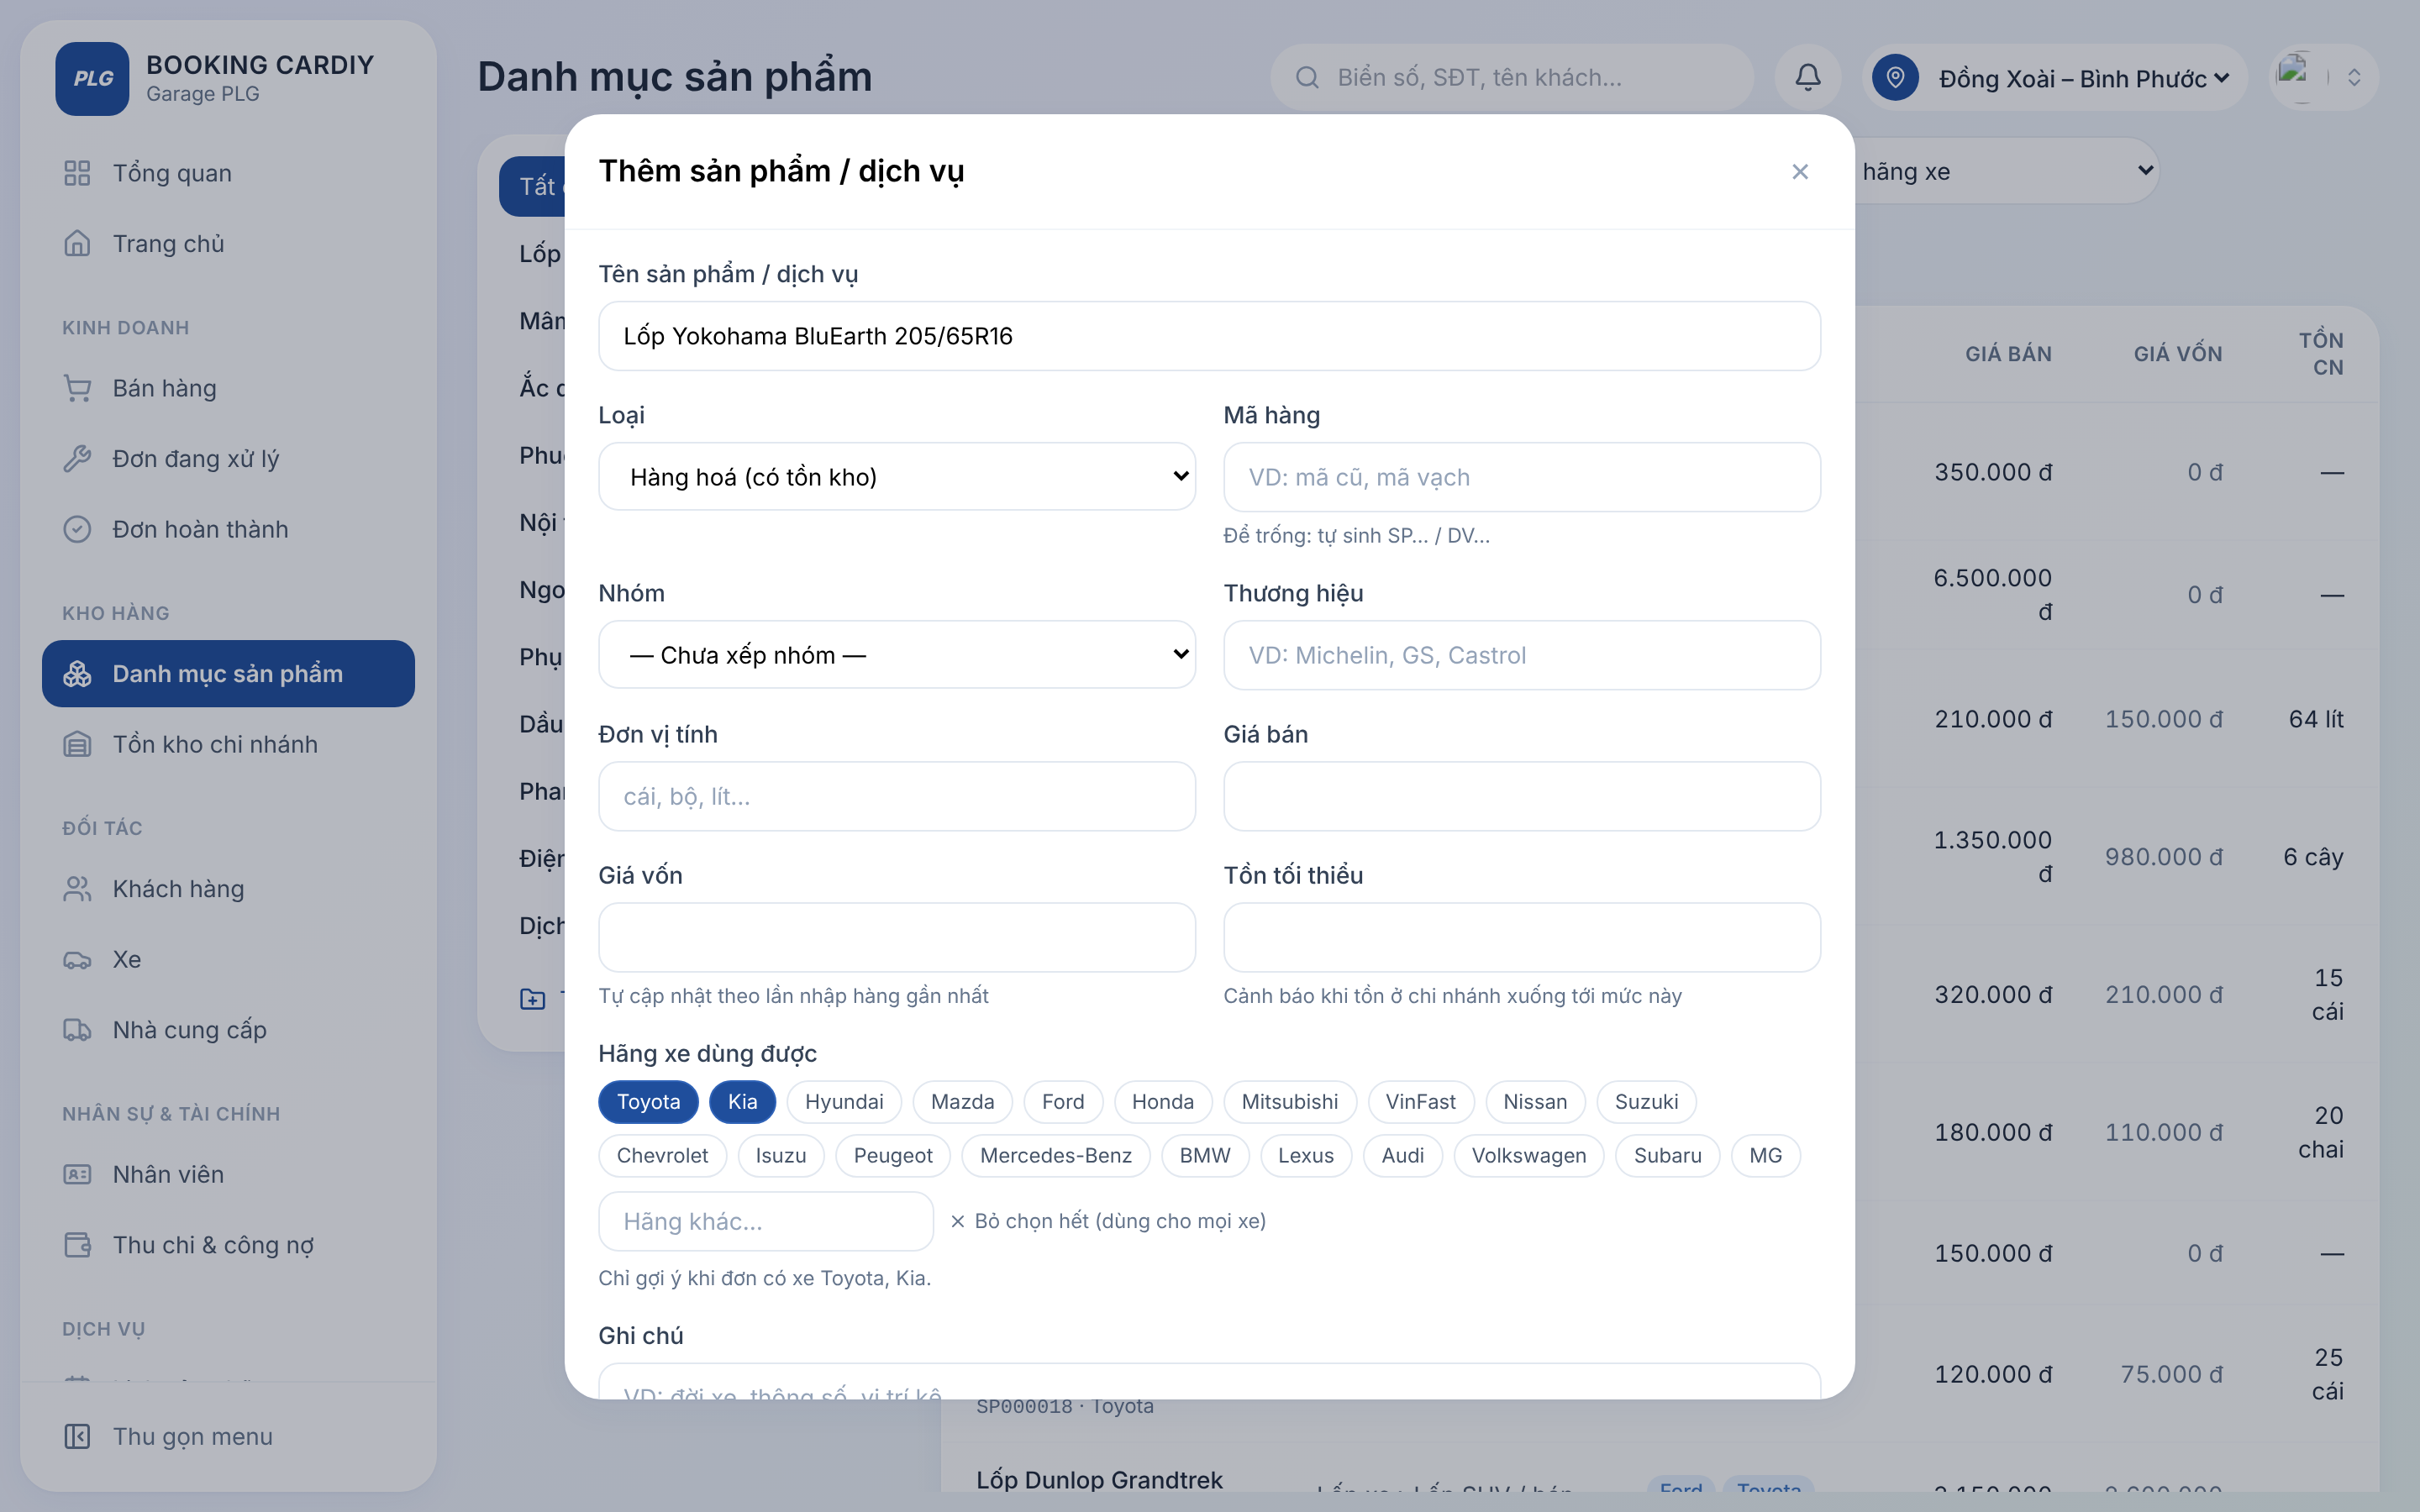 PLG
BOOKING CARDIY
Garage PLG
Tổng quan
Trang chủ
KINH DOANH
Bán hàng
Đơn đang xử lý
Đơn hoàn thành
KHO HÀNG
Danh mục sản phẩm
Tồn kho chi nhánh
ĐỐI TÁC
Khách hàng
Xe
Nhà cung cấp
NHÂN SỰ & TÀI CHÍNH
Nhân viên
Thu chi & công nợ
DỊCH VỤ
Thu gọn menu
Danh mục sản phẩm
Biển số, SĐT, tên khách...
Đồng Xoài – Bình Phước
Tất
Lốp
Ắc
Nội
Phụ
Dầu
hãng xe
Thêm sản phẩm / dịch vụ
Tên sản phẩm / dịch vụ
Lốp Yokohama BluEarth 205/65R16
Loại
Mã hàng
Hàng hoá (có tồn kho)
VD: mã cũ, mã vạch
Để trống: tự sinh SP... / DV...
Nhóm
Thương hiệu
— Chưa xếp nhóm —
VD: Michelin, GS, Castrol
Đơn vị tính
Giá bán
cái, bộ, lít...
Giá vốn
Tồn tối thiểu
Tự cập nhật theo lần nhập hàng gần nhất
Cảnh báo khi tồn ở chi nhánh xuống tới mức này
Hãng xe dùng được
Toyota Kia Hyundai Mazda Ford Honda Mitsubishi VinFast Nissan Suzuki
Chevrolet Isuzu Peugeot Mercedes-Benz BMW Lexus Audi Volkswagen Subaru MG
Hãng khác...
× Bỏ chọn hết (dùng cho mọi xe)
Chỉ gợi ý khi đơn có xe Toyota, Kia.
Ghi chú
VD: đời xe, thông số, vị trí kệ
GIÁ BÁN GIÁ VỐN TỒN
CN
350.000 đ 0 đ —
6.500.000
đ
0 đ —
210.000 đ 150.000 đ 64 lít
1.350.000
đ
980.000 đ 6 cây
320.000 đ 210.000 đ 15
cái
180.000 đ 110.000 đ 20
chai
150.000 đ 0 đ —
120.000 đ 75.000 đ 25
cái
SP000018 · Toyota
Lốp Dunlop Grandtrek
Ford Toyota